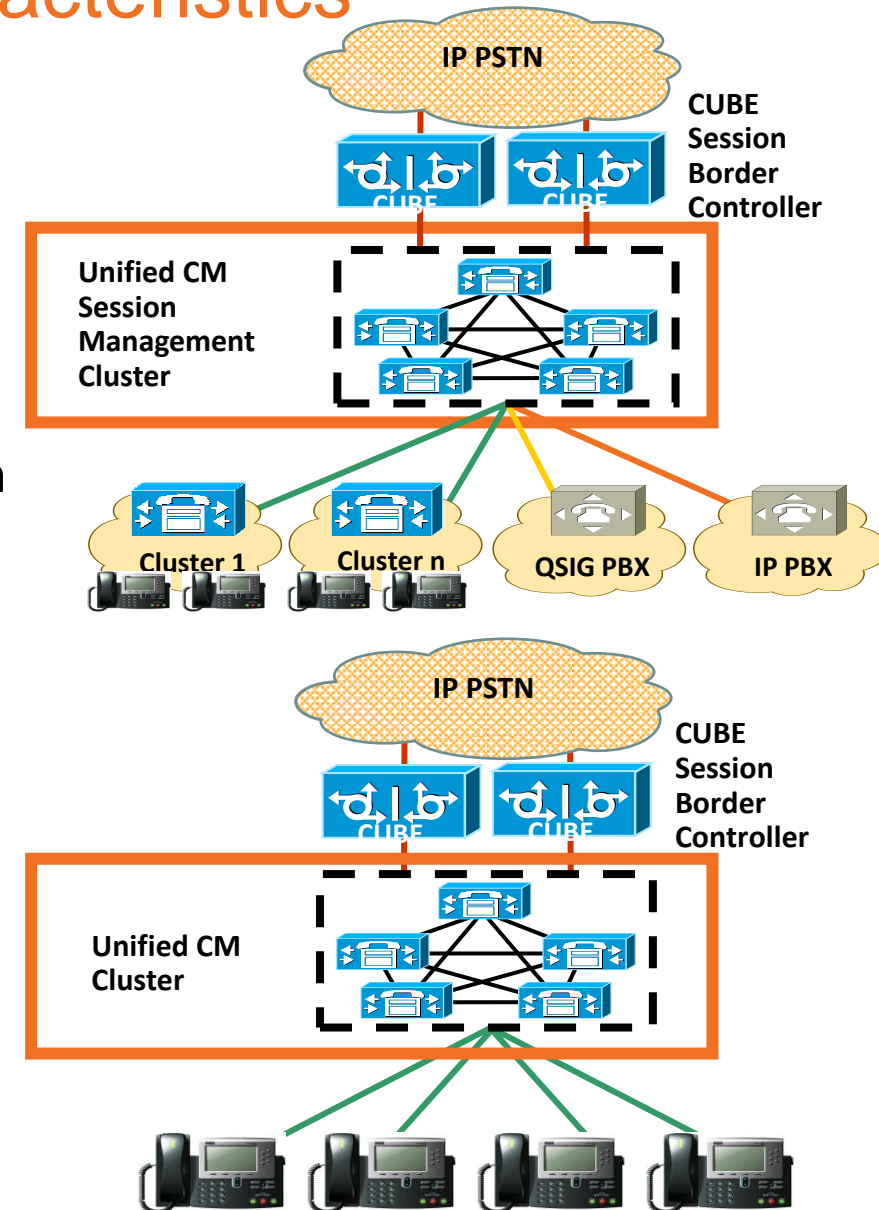 acteristics
IP PSTN
CUBE
Session
Border
Controller
CUBE
CUBE
Unified CM
Session
Management
Cluster
n
Cluster 1
Cluster n
QSIG PBX
IP PBX
IP PSTN
CUBE
Session
Border
Controller
CUBE
CUBE
Unified CM
Cluster